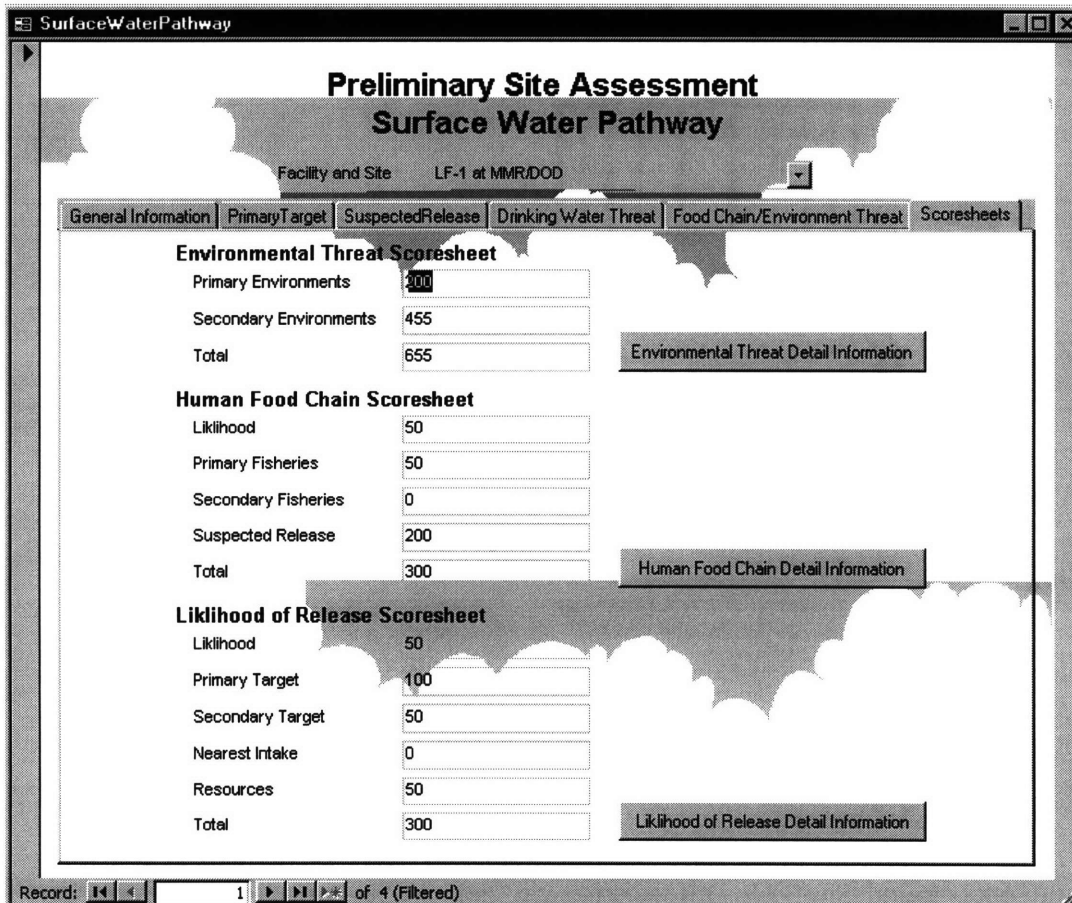 SurfaceWaterPathway
Preliminary Site Assessment
Surface Water Pathway
Facility and Site LF-1 at MMR/DOD
General Information PrimaryTarget SuspectedRelease Drinking Water Threat Food Chain/Environment Threat Scoresheets
Environmental Threat Scoresheet
Primary Environments 200
Secondary Environments 455
Total 655 Environmental Threat Detail Information
Human Food Chain Scoresheet
Liklihood 50
Primary Fisheries 50
Secondary Fisheries 0
Suspected Release 200
Total 300 Human Food Chain Detail Information
Liklihood of Release Scoresheet
Liklihood 50
Primary Target 100
Secondary Target 50
Nearest Intake 0
Resources 50
Total 300 Liklihood of Release Detail Information
Record: 1 of 4 (Filtered)